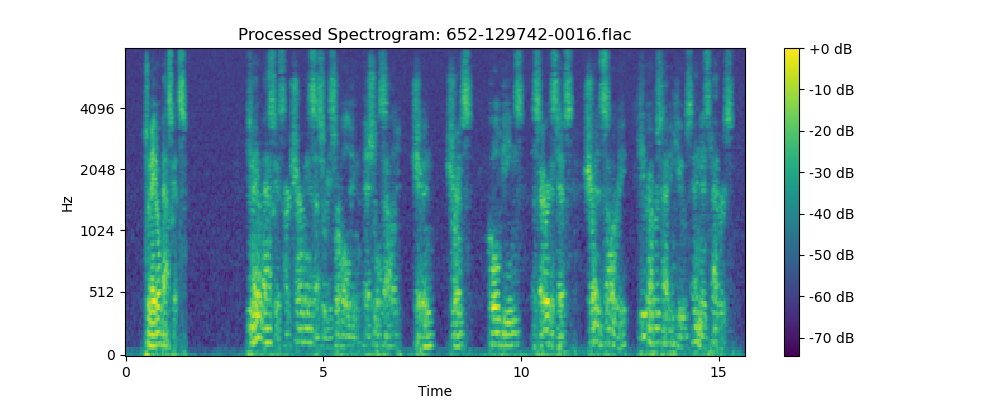 Processed Spectrogram: 652-129742-0016.flac
Hz
4096
2048
1024
512
0
0 5 10 15
Time
+0 dB
-10 dB
-20 dB
-30 dB
-40 dB
-50 dB
-60 dB
-70 dB